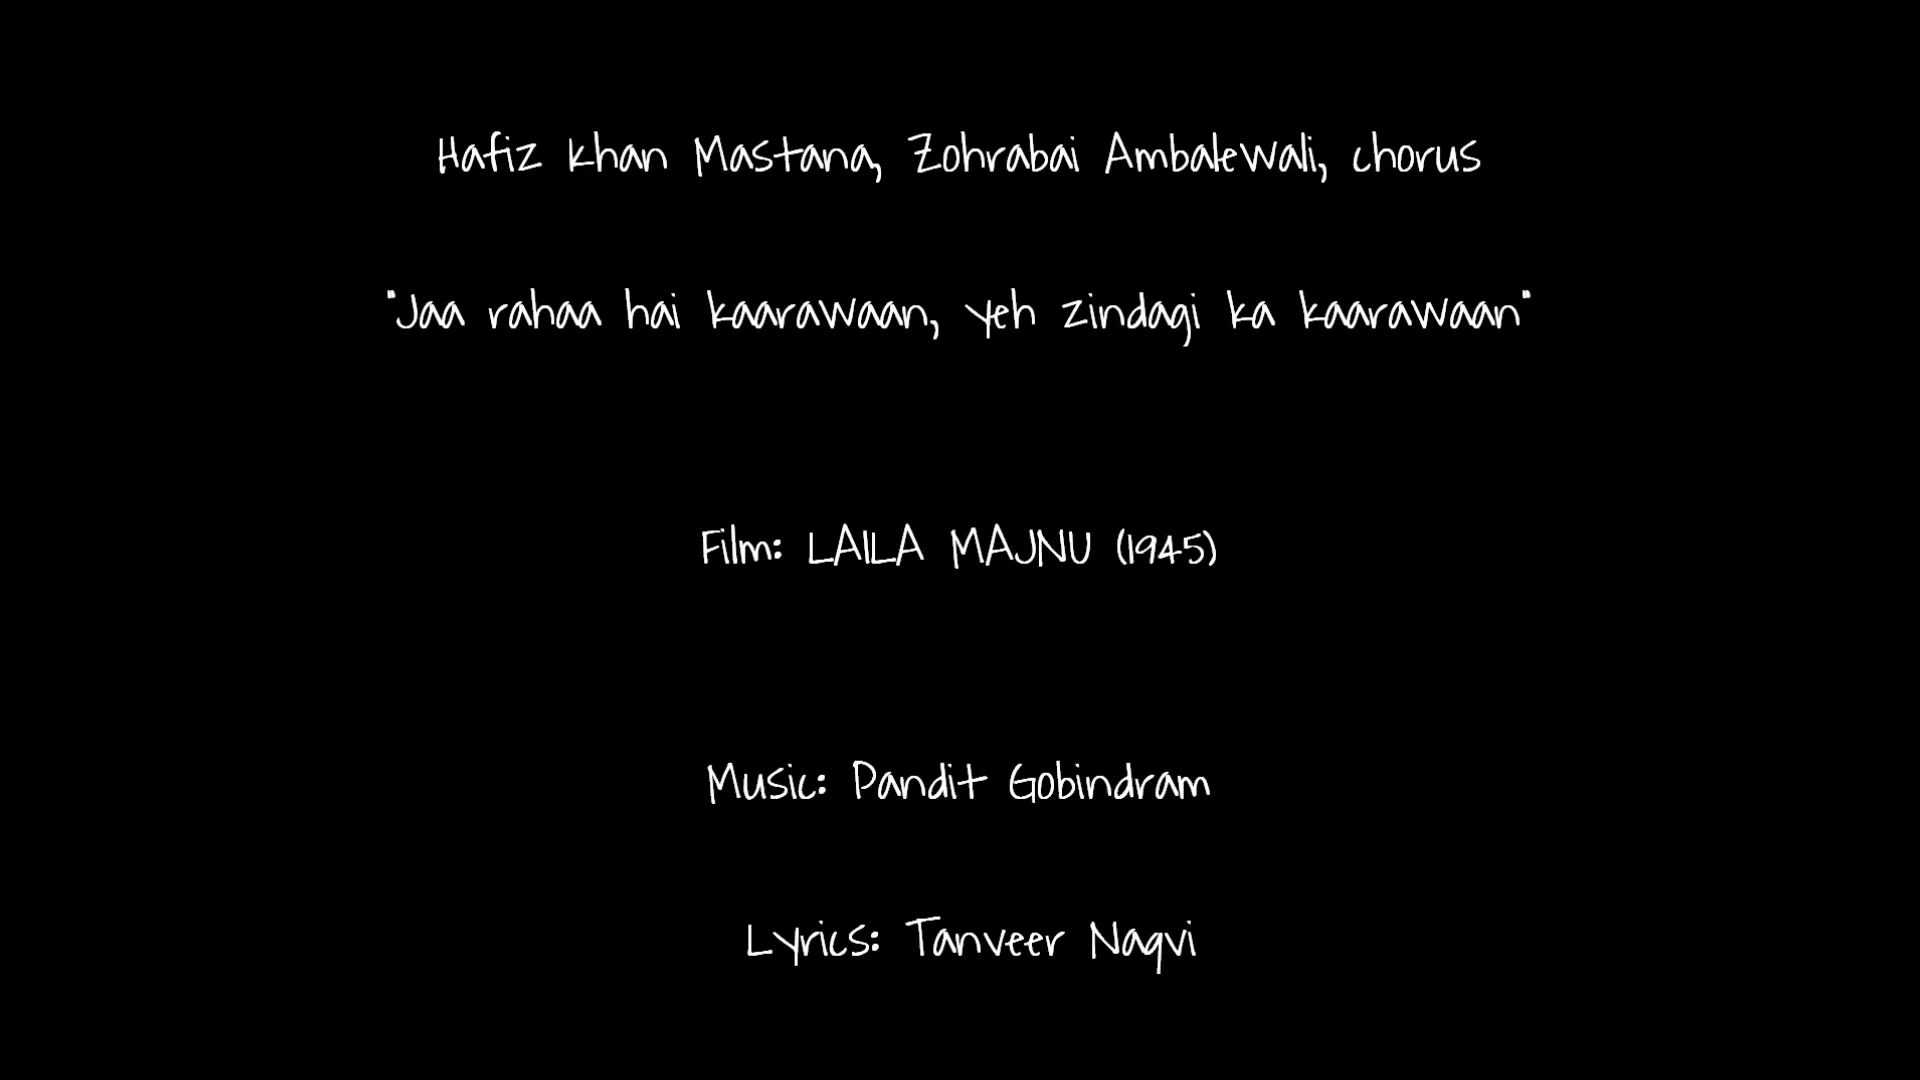 Hafiz Khan Mastana, Zohrabai Ambalewali, chorus
"Jaa rahaa hai kaarawaan, yeh zindagi ka kaarawaan"
Film: LAILA MAJNU (1945)
Music: Pandit Gobindram
Lyrics: Tanveer Naqvi